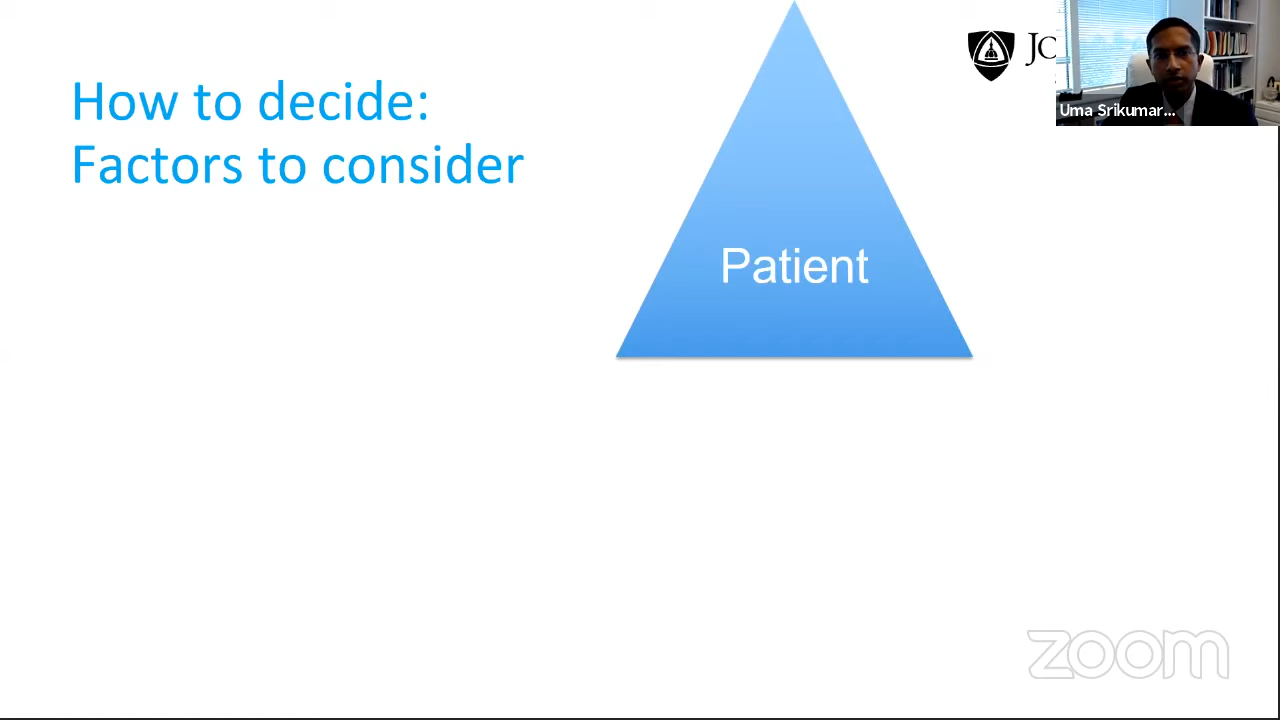 How to decide:
Factors to consider
Patient
Uma Srikumar...
zoom